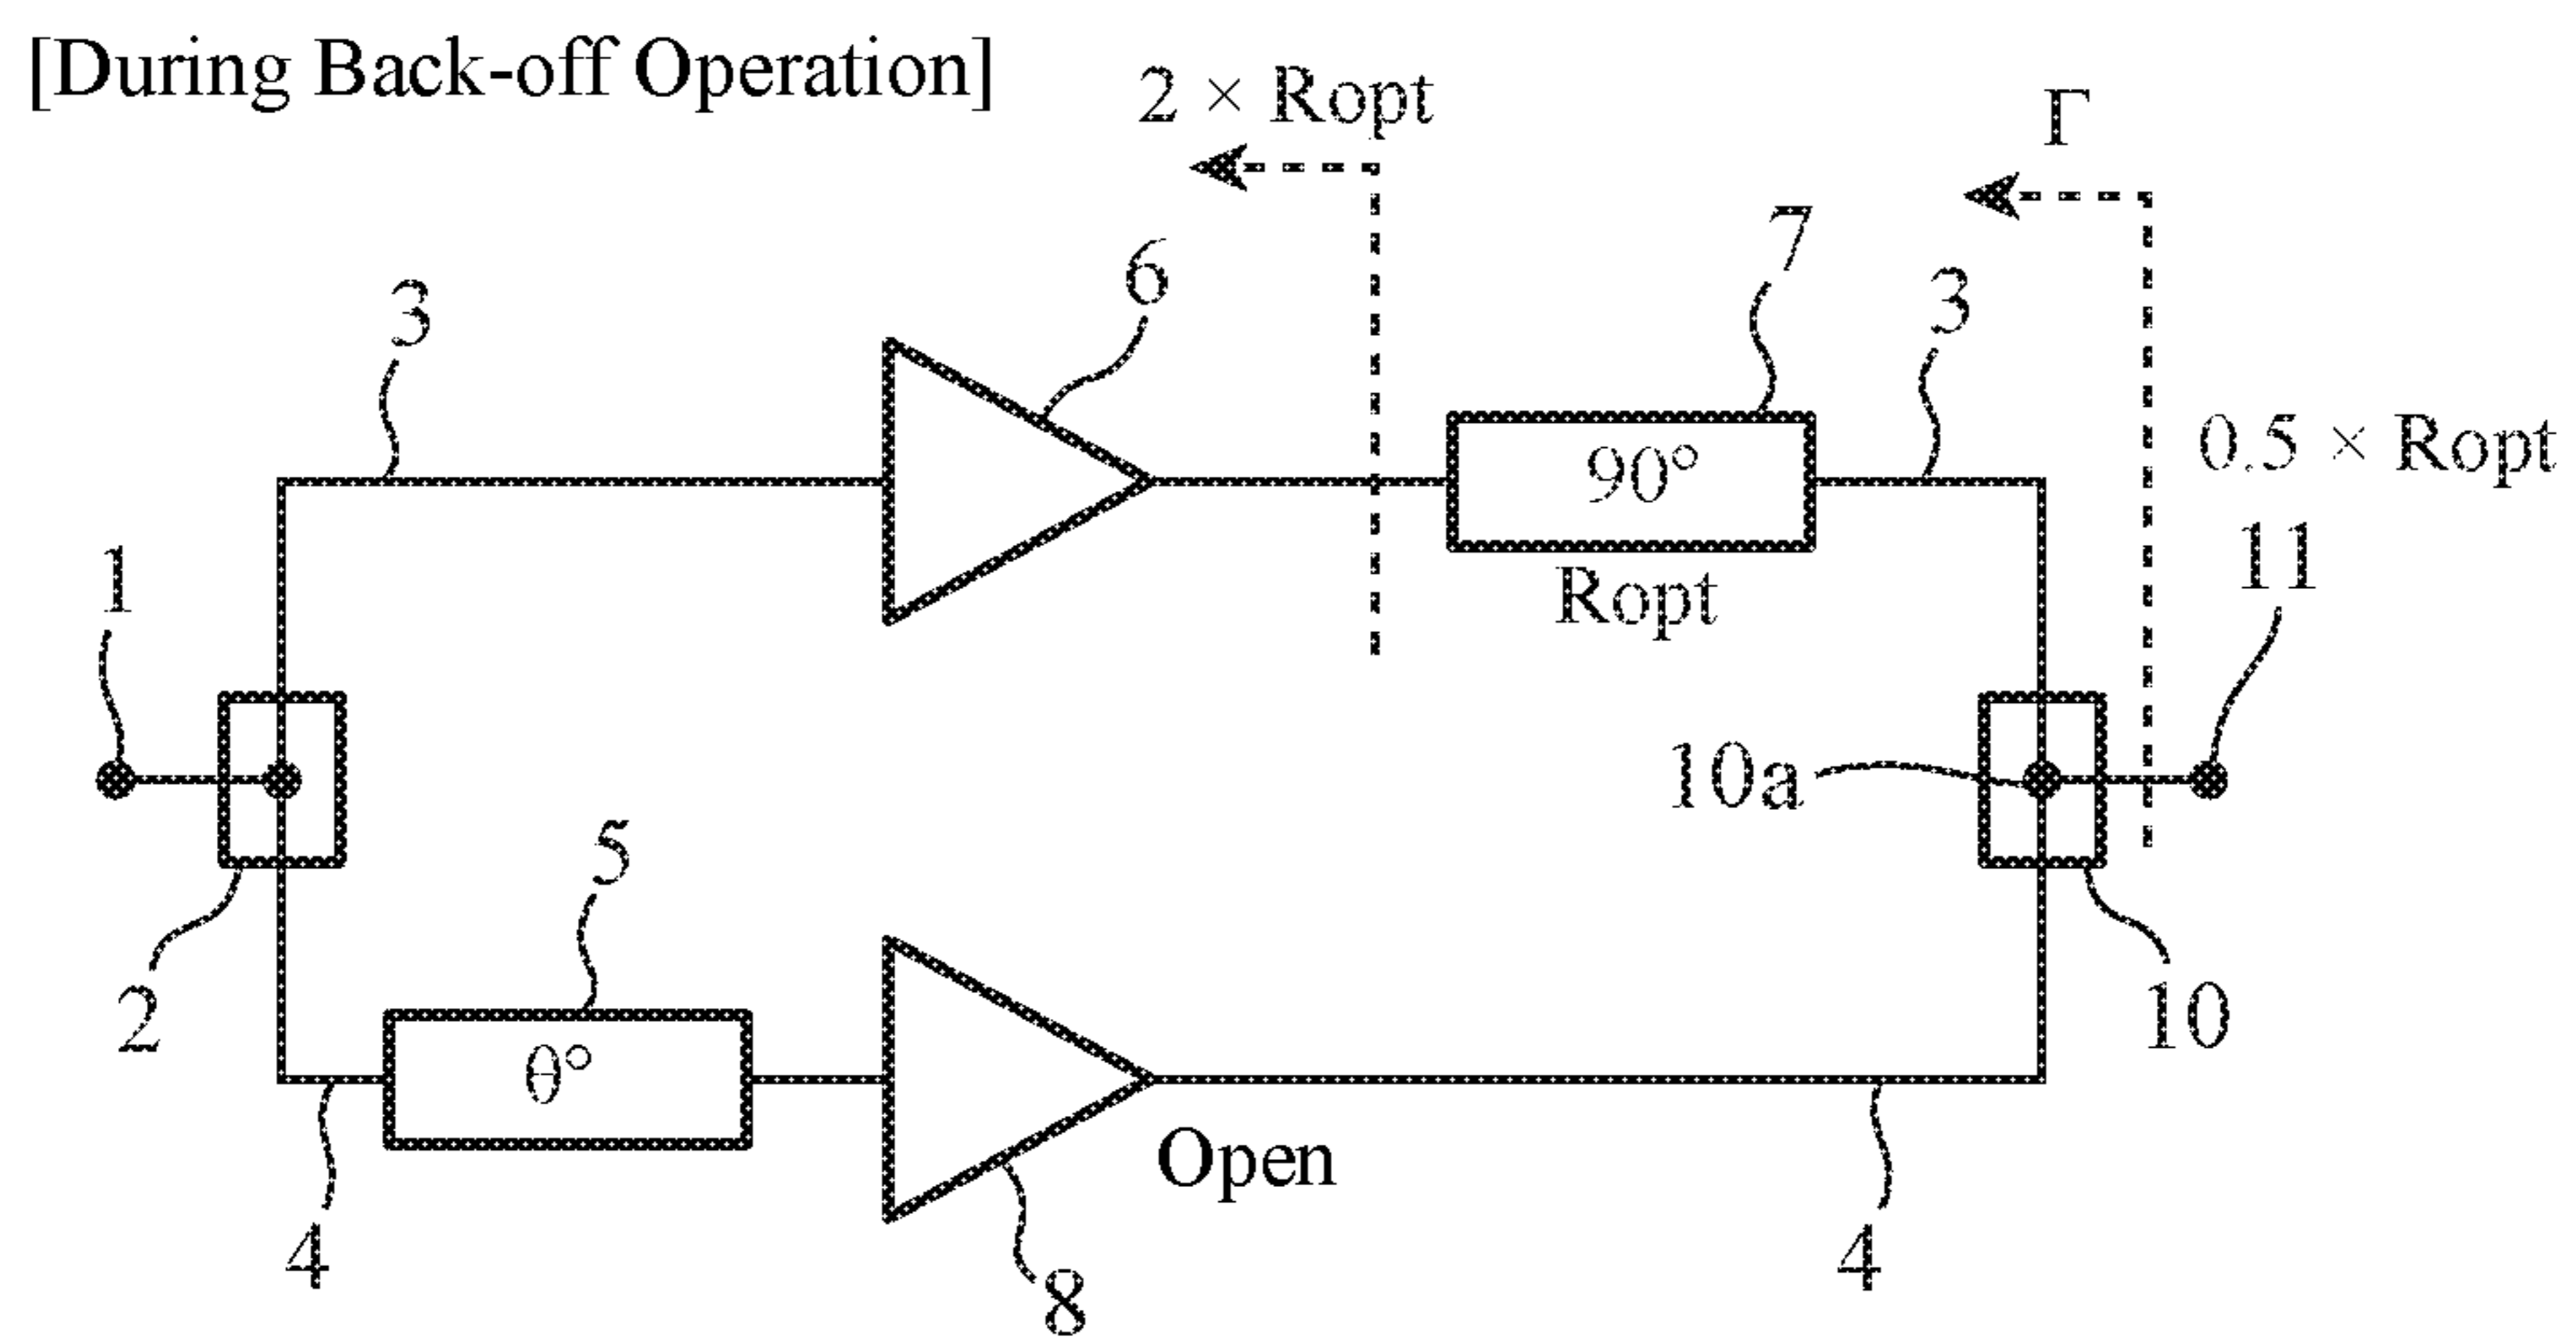 [During Back-off Operation]
2 × Ropt
Γ
7
6
3
3
0.5 × Ropt
90°
11
1
Ropt
10a
5
2
10
θ°
Open
4
4
8